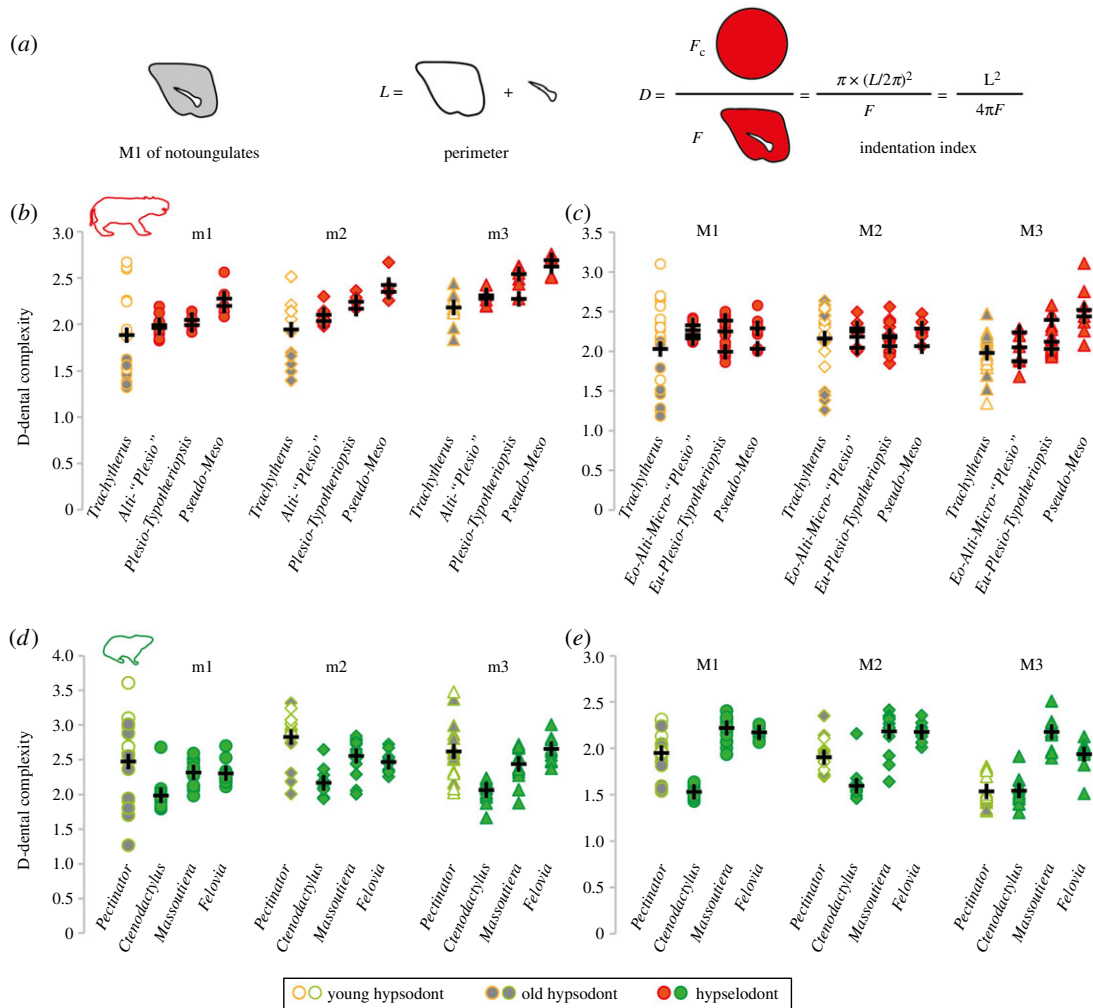 (a)
M1 of notoungulates
L =
+
perimeter
D =
F_c
F
=
π × (L/2π)²
F
=
L²
4πF
indentation index
(b)
m1 m2 m3
D-dental complexity
3.0
2.5
2.0
1.5
1.0
0.5
0
Trachytherus
Alti-“Plesio”
Plesio-Typotheriopsis
Pseudo-Meso
Trachytherus
Alti-“Plesio”
Plesio-Typotheriopsis
Pseudo-Meso
Trachytherus
Alti-“Plesio”
Plesio-Typotheriopsis
Pseudo-Meso
(c)
M1 M2 M3
3.5
3.0
2.5
2.0
1.5
1.0
0.5
0
Trachytherus
Eo-Alti-Micro-“Plesio”
Eu-Plesio-Typotheriopsis
Pseudo-Meso
Trachytherus
Eo-Alti-Micro-“Plesio”
Eu-Plesio-Typotheriopsis
Pseudo-Meso
Trachytherus
Eo-Alti-Micro-“Plesio”
Eu-Plesio-Typotheriopsis
Pseudo-Meso
(d)
m1 m2 m3
D-dental complexity
4.0
3.5
3.0
2.5
2.0
1.5
1.0
0.5
0
Pectinator
Ctenodactylus
Massoutiera
Felovia
Pectinator
Ctenodactylus
Massoutiera
Felovia
Pectinator
Ctenodactylus
Massoutiera
Felovia
(e)
M1 M2 M3
3.0
2.5
2.0
1.5
1.0
0.5
0
Pectinator
Ctenodactylus
Massoutiera
Felovia
Pectinator
Ctenodactylus
Massoutiera
Felovia
Pectinator
Ctenodactylus
Massoutiera
Felovia
young hypsodont old hypsodont hypselodont